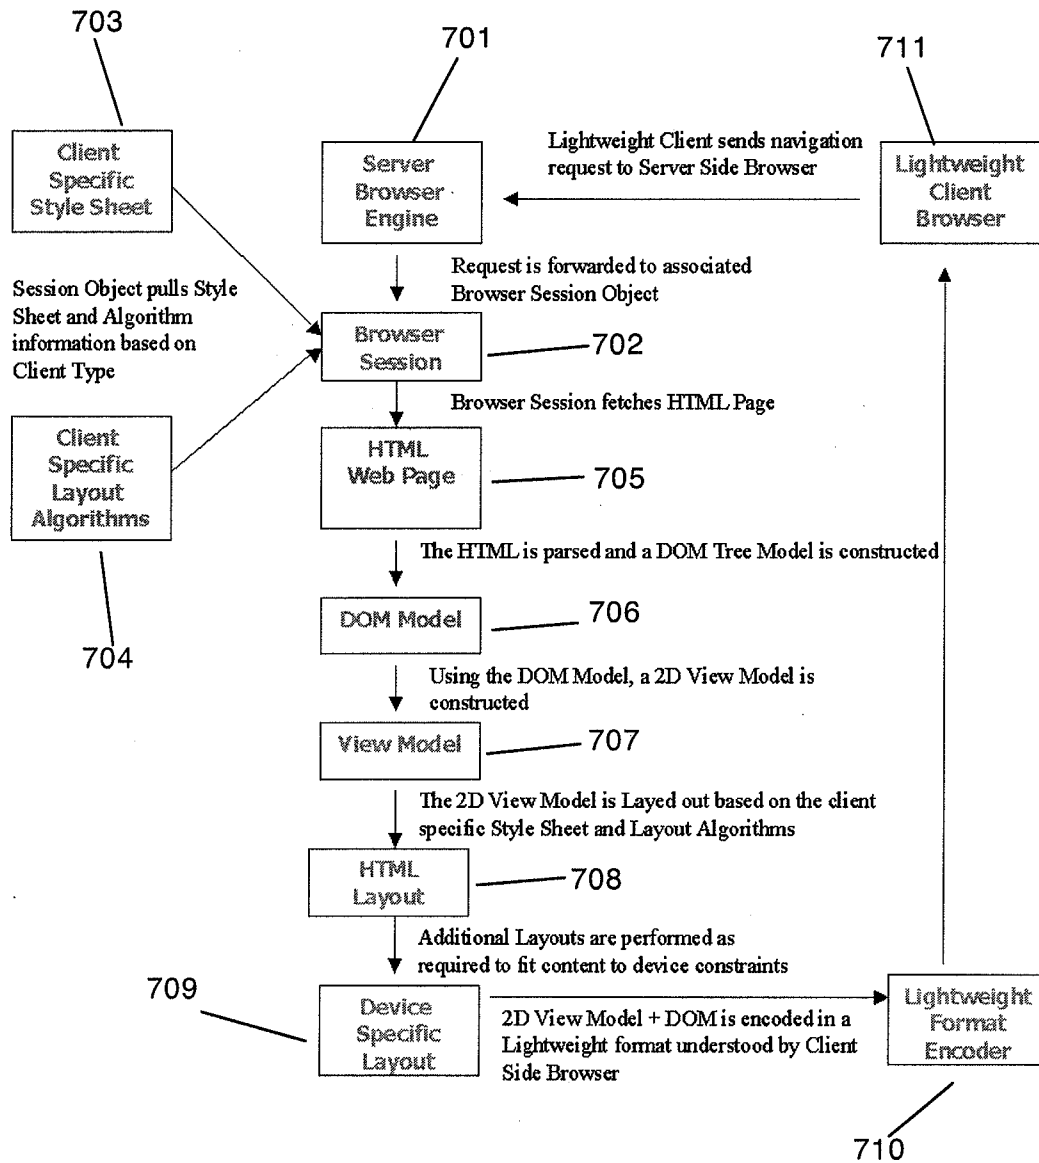 703
701
711
Client
Specific
Style Sheet
Server
Browser
Engine
Lightweight Client sends navigation
request to Server Side Browser
Lightweight
Client
Browser
Request is forwarded to associated
Browser Session Object
Session Object pulls Style
Sheet and Algorithm
information based on
Client Type
Browser
Session
702
Browser Session fetches HTML Page
Client
Specific
Layout
Algorithms
HTML
Web Page
705
704
The HTML is parsed and a DOM Tree Model is constructed
DOM Model
706
Using the DOM Model, a 2D View Model is
constructed
View Model
707
The 2D View Model is Layed out based on the client
specific Style Sheet and Layout Algorithms
HTML
Layout
708
Additional Layouts are performed as
required to fit content to device constraints
709
Device
Specific
Layout
2D View Model + DOM is encoded in a
Lightweight format understood by Client
Side Browser
Lightweight
Format
Encoder
710